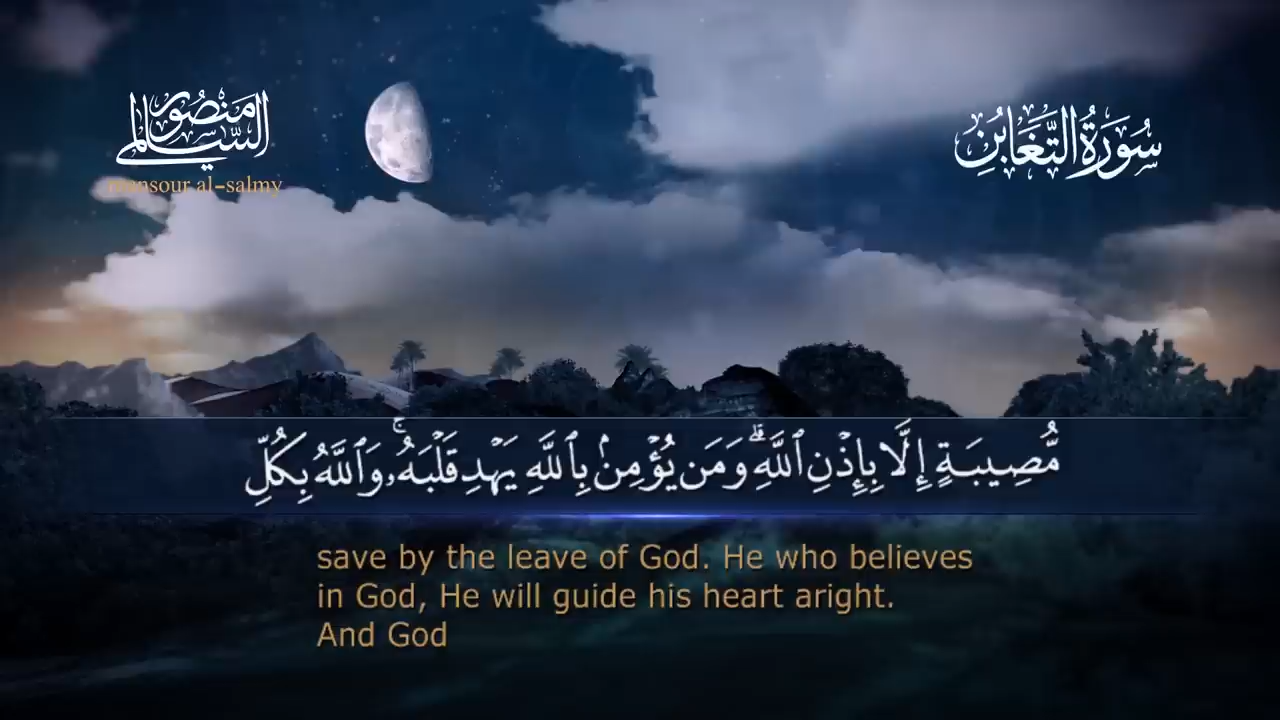 منصور
السالمي
mansour al-salmy
سُورَةُ التَّغَابُنِ
مُّصِيبَةٍ إِلَّا بِإِذْنِ ٱللَّهِ ۗ وَمَن يُؤْمِنۢ بِٱللَّهِ يَهْدِ قَلْبَهُۥ ۚ وَٱللَّهُ بِكُلِّ
save by the leave of God. He who believes
in God, He will guide his heart aright.
And God